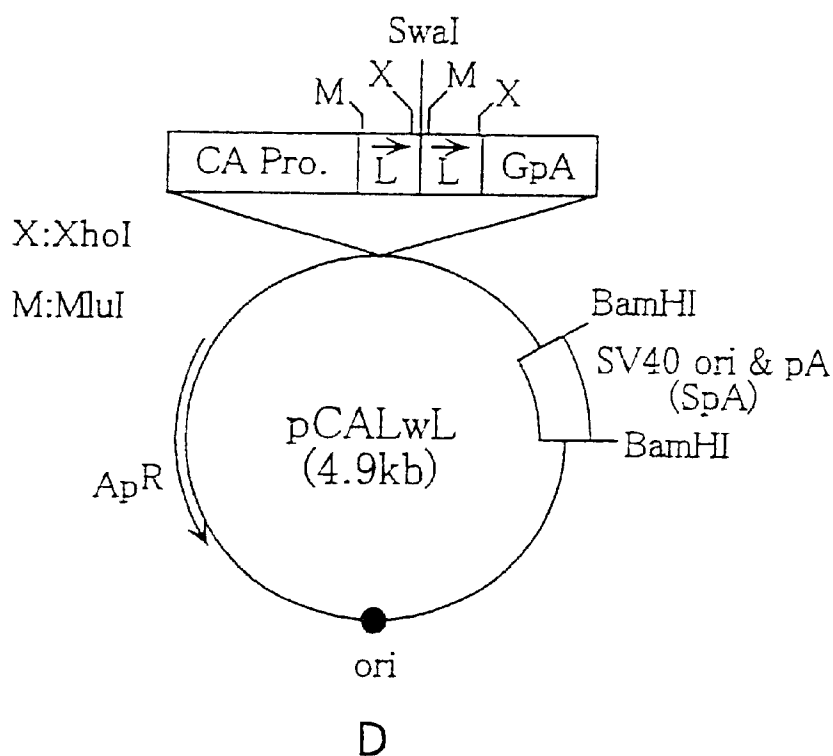 SwaI
M X M X
CA Pro. L L GpA
X:XhoI
M:MluI
BamHI
SV40 ori & pA
(SpA)
BamHI
pCALwL
(4.9kb)
ApR
ori
D